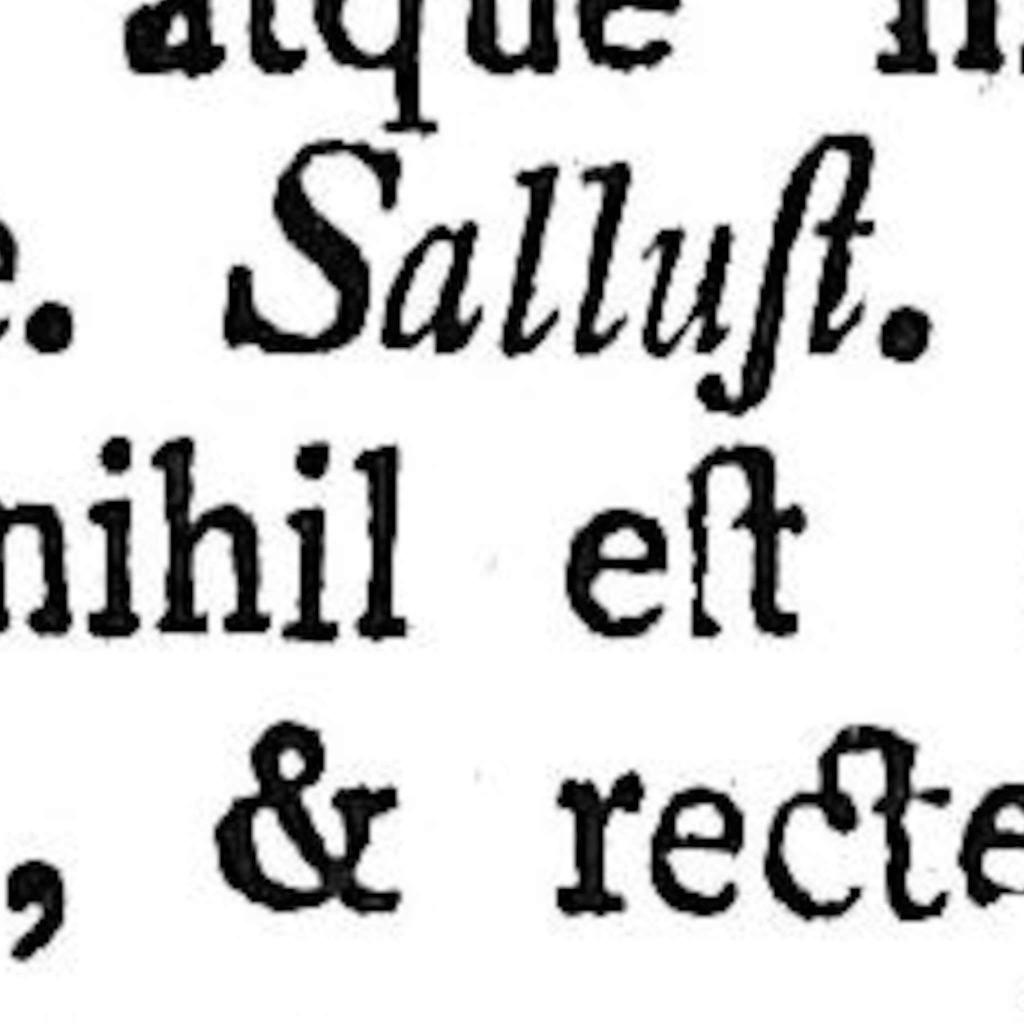 atque
. Salluſt.
nihil eſt
, & recte